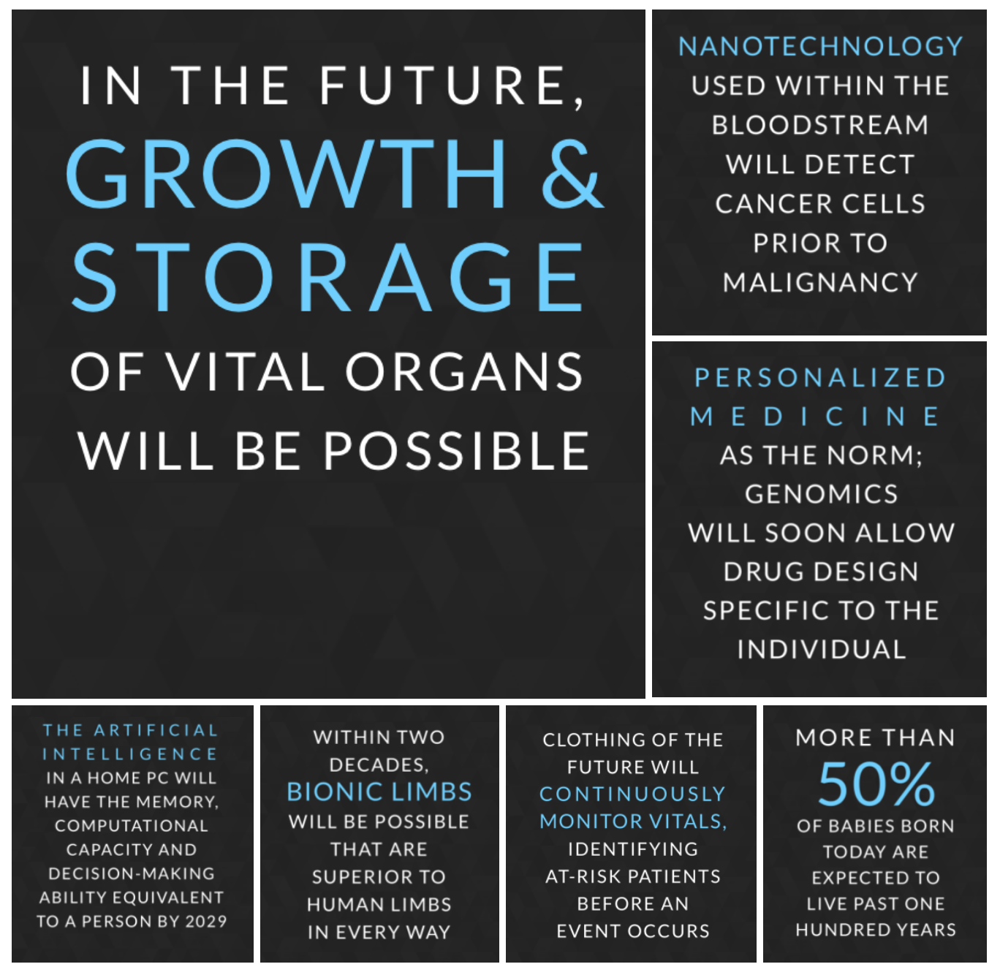 IN THE FUTURE,
GROWTH &
STORAGE
OF VITAL ORGANS
WILL BE POSSIBLE
NANOTECHNOLOGY
USED WITHIN THE
BLOODSTREAM
WILL DETECT
CANCER CELLS
PRIOR TO
MALIGNANCY
PERSONALIZED
MEDICINE
AS THE NORM;
GENOMICS
WILL SOON ALLOW
DRUG DESIGN
SPECIFIC TO THE
INDIVIDUAL
THE ARTIFICIAL
INTELLIGENCE
IN A HOME PC WILL
HAVE THE MEMORY,
COMPUTATIONAL
CAPACITY AND
DECISION-MAKING
ABILITY EQUIVALENT
TO A PERSON BY 2029
WITHIN TWO
DECADES,
BIONIC LIMBS
WILL BE POSSIBLE
THAT ARE
SUPERIOR TO
HUMAN LIMBS
IN EVERY WAY
CLOTHING OF THE
FUTURE WILL
CONTINUOUSLY
MONITOR VITALS,
IDENTIFYING
AT-RISK PATIENTS
BEFORE AN
EVENT OCCURS
MORE THAN
50%
OF BABIES BORN
TODAY ARE
EXPECTED TO
LIVE PAST ONE
HUNDRED YEARS